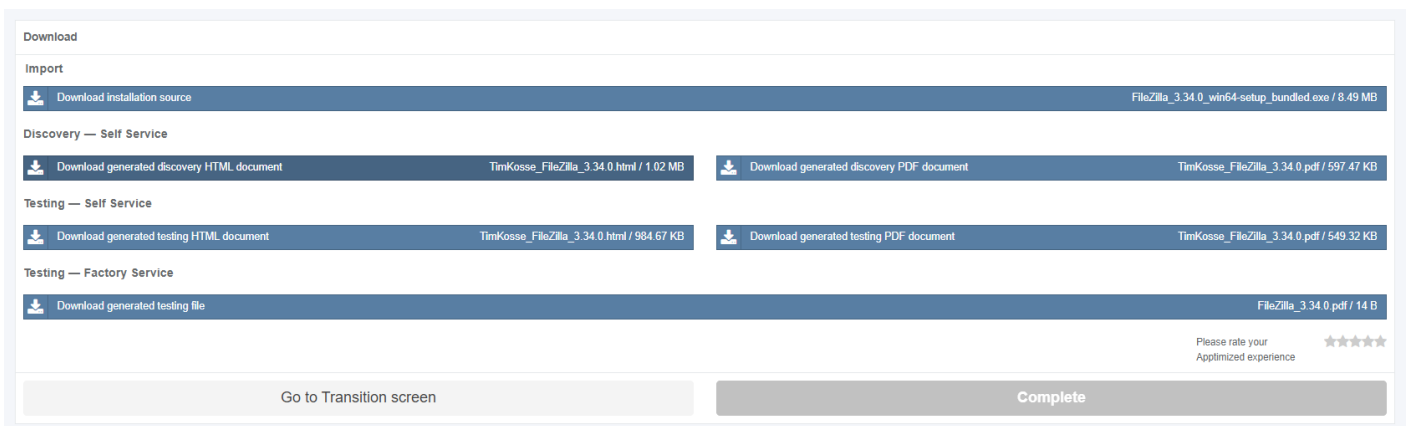 Download
Import
Download installation source FileZilla_3.34.0_win64-setup_bundled.exe / 8.49 MB
Discovery — Self Service
Download generated discovery HTML document TimKosse_FileZilla_3.34.0.html / 1.02 MB Download generated discovery PDF document TimKosse_FileZilla_3.34.0.pdf / 597.47 KB
Testing — Self Service
Download generated testing HTML document TimKosse_FileZilla_3.34.0.html / 984.67 KB Download generated testing PDF document TimKosse_FileZilla_3.34.0.pdf / 549.32 KB
Testing — Factory Service
Download generated testing file FileZilla_3.34.0.pdf / 14 B
Please rate your
Apptimized experience
Go to Transition screen Complete